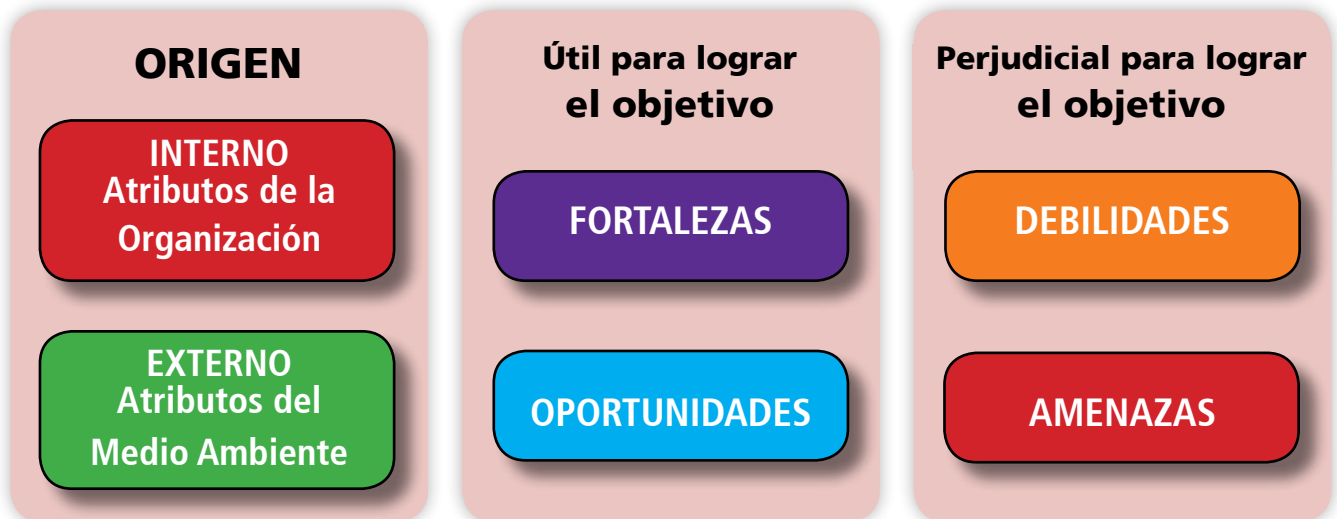 ORIGEN
INTERNO
Atributos de la
Organización
EXTERNO
Atributos del
Medio Ambiente
Útil para lograr
el objetivo
FORTALEZAS
OPORTUNIDADES
Perjudicial para lograr
el objetivo
DEBILIDADES
AMENAZAS